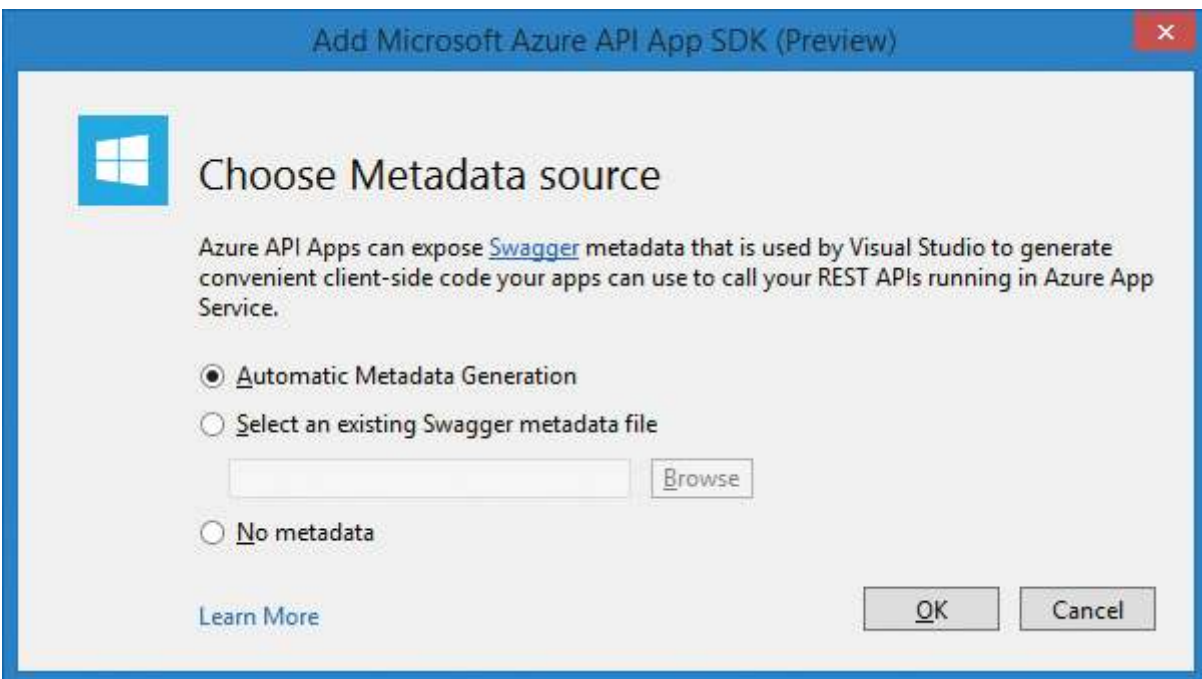 Add Microsoft Azure API App SDK (Preview)
Choose Metadata source
Azure API Apps can expose Swagger metadata that is used by Visual Studio to generate
convenient client-side code your apps can use to call your REST APIs running in Azure App
Service.
Automatic Metadata Generation
Select an existing Swagger metadata file
Browse
No metadata
Learn More
OK
Cancel